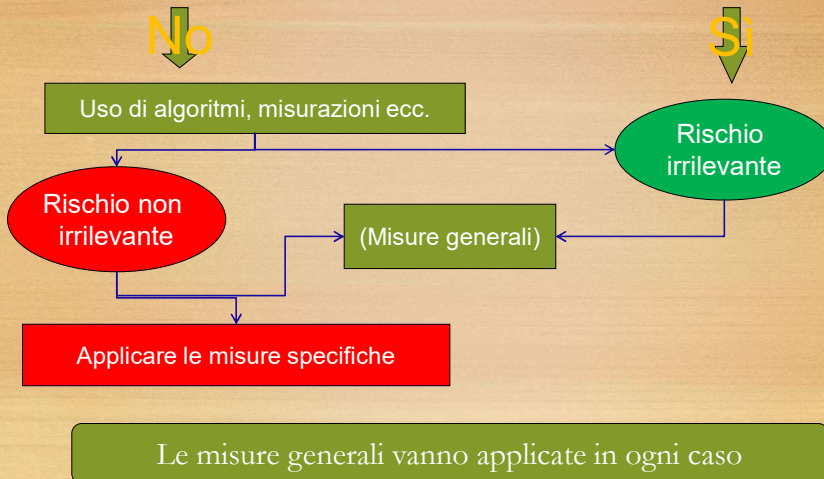 No
Sì
Uso di algoritmi, misurazioni ecc.
Rischio
irrilevante
Rischio non
irrilevante
(Misure generali)
Applicare le misure specifiche
Le misure generali vanno applicate in ogni caso